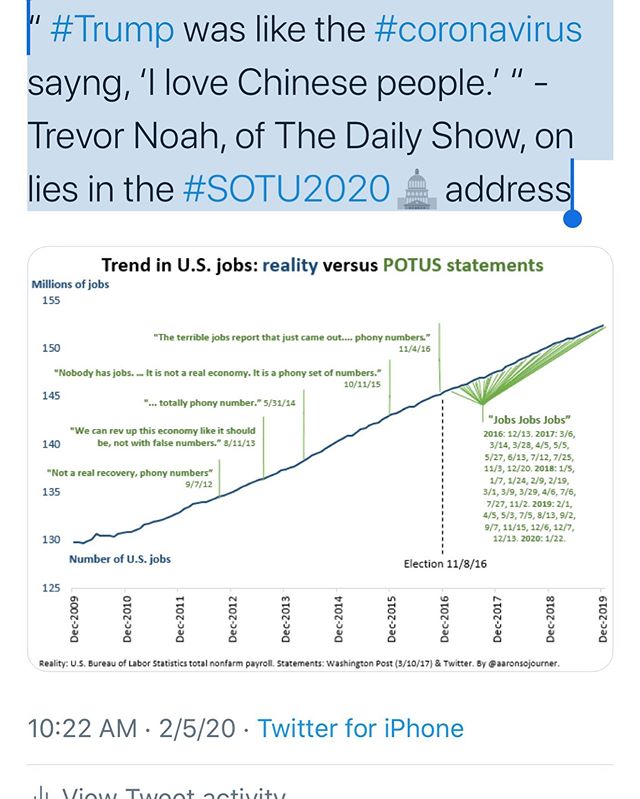 “ #Trump was like the #coronavirus
sayng, ‘I love Chinese people.’ “ -
Trevor Noah, of The Daily Show, on
lies in the #SOTU2020 address
Trend in U.S. jobs: reality versus POTUS statements
Millions of jobs
155
150
145
140
135
130
125
"The terrible jobs report that just came out.... phony numbers."
11/4/16
"Nobody has jobs. ... It is not a real economy. It is a phony set of numbers."
10/11/15
"... totally phony number." 5/31/14
"We can rev up this economy like it should
be, not with false numbers." 8/11/13
"Not a real recovery, phony numbers"
9/7/12
"Jobs Jobs Jobs"
2016: 12/13. 2017: 3/6,
3/14, 3/28, 4/5, 5/5,
5/27, 6/13, 7/12, 7/25,
11/3, 12/20. 2018: 1/5,
1/7, 1/24, 2/9, 2/19,
3/1, 3/9, 3/29, 4/6, 7/6,
7/27, 11/2. 2019: 2/1,
4/5, 5/3, 7/5, 8/13, 9/2,
9/7, 11/15, 12/6, 12/7,
12/13. 2020: 1/22.
Number of U.S. jobs
Election 11/8/16
Dec-2009
Dec-2010
Dec-2011
Dec-2012
Dec-2013
Dec-2014
Dec-2015
Dec-2016
Dec-2017
Dec-2018
Dec-2019
Reality: U.S. Bureau of Labor Statistics total nonfarm payroll. Statements: Washington Post (3/10/17) & Twitter. By @aaronsojourner.
10:22 AM · 2/5/20 · Twitter for iPhone
View Tweet activity